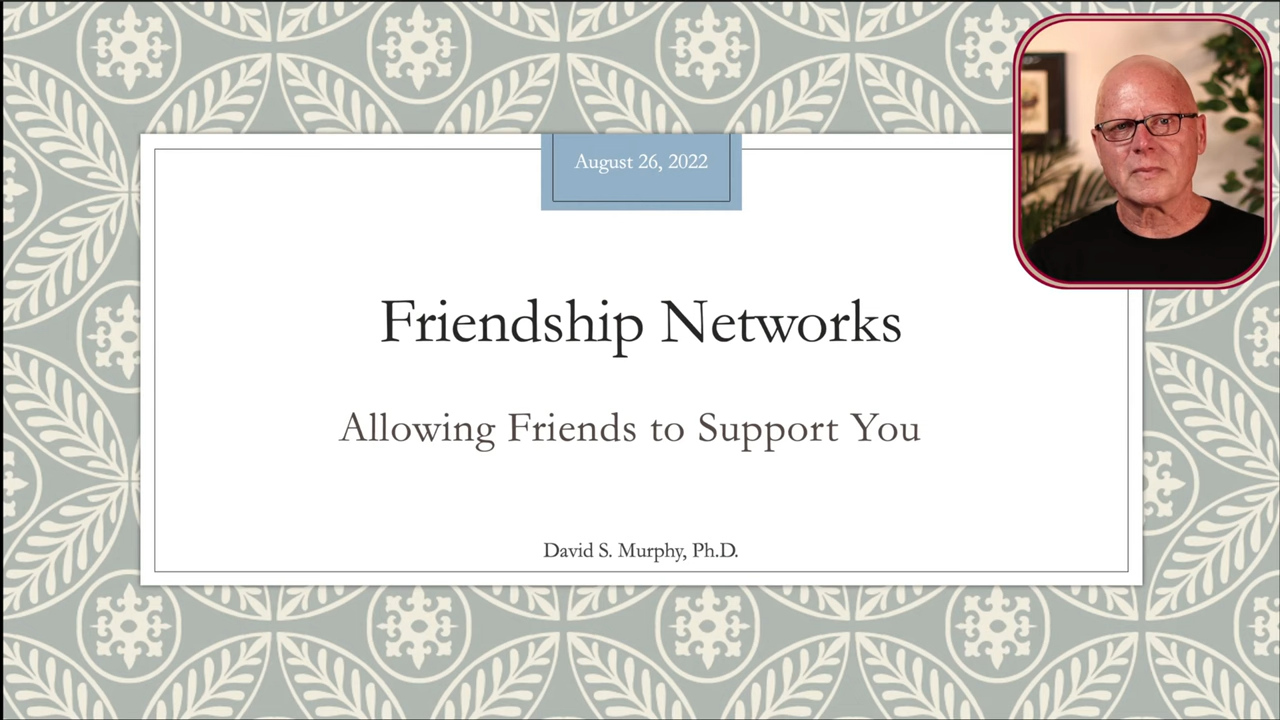 August 26, 2022
Friendship Networks
Allowing Friends to Support You
David S. Murphy, Ph.D.